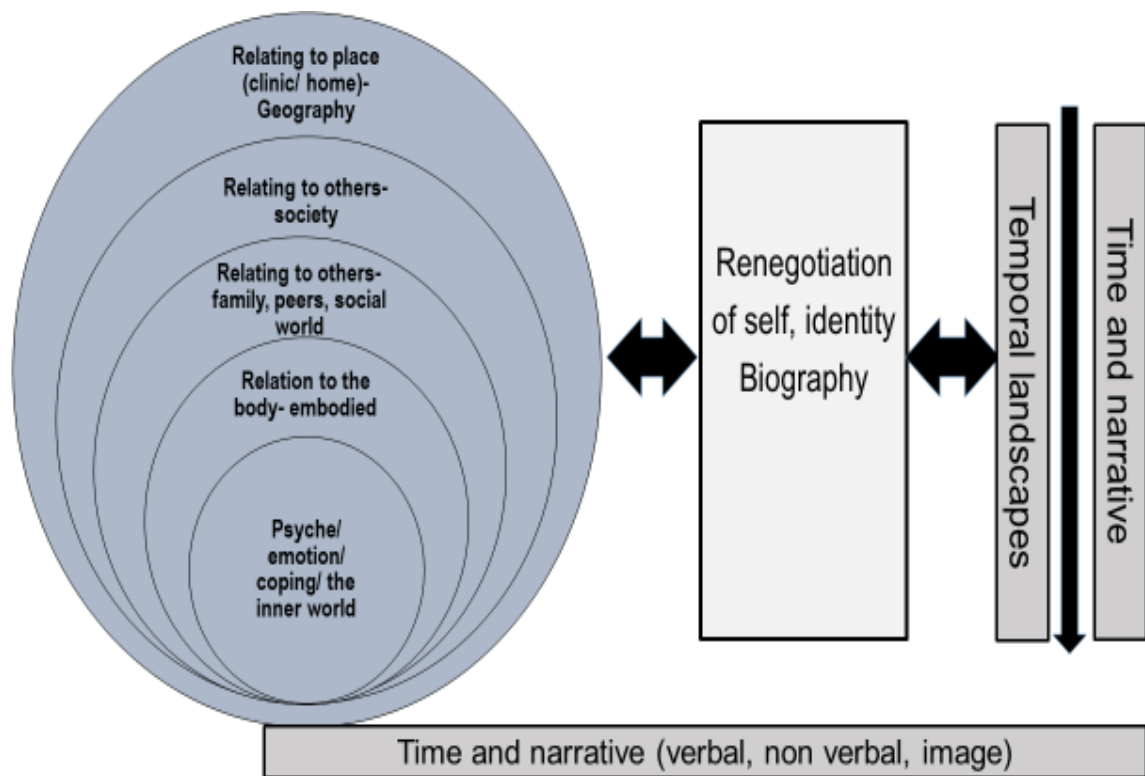 Relating to place
(clinic/ home)-
Geography
Relating to others-
society
Relating to others-
family, peers, social
world
Relation to the
body- embodied
Psyche/
emotion/
coping/ the
inner world
Renegotiation
of self, identity
Biography
Temporal landscapes
Time and narrative
Time and narrative (verbal, non verbal, image)